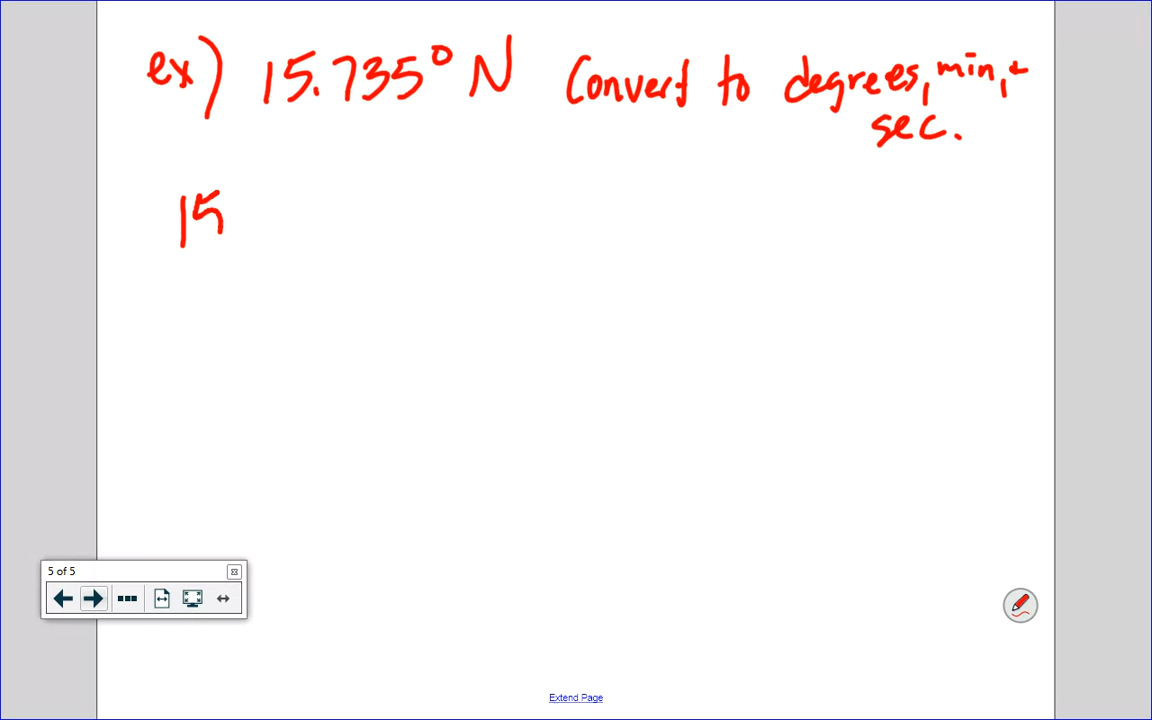 ex) 15.735° N Convert to degrees, min, +
sec.
15
5 of 5
Extend Page